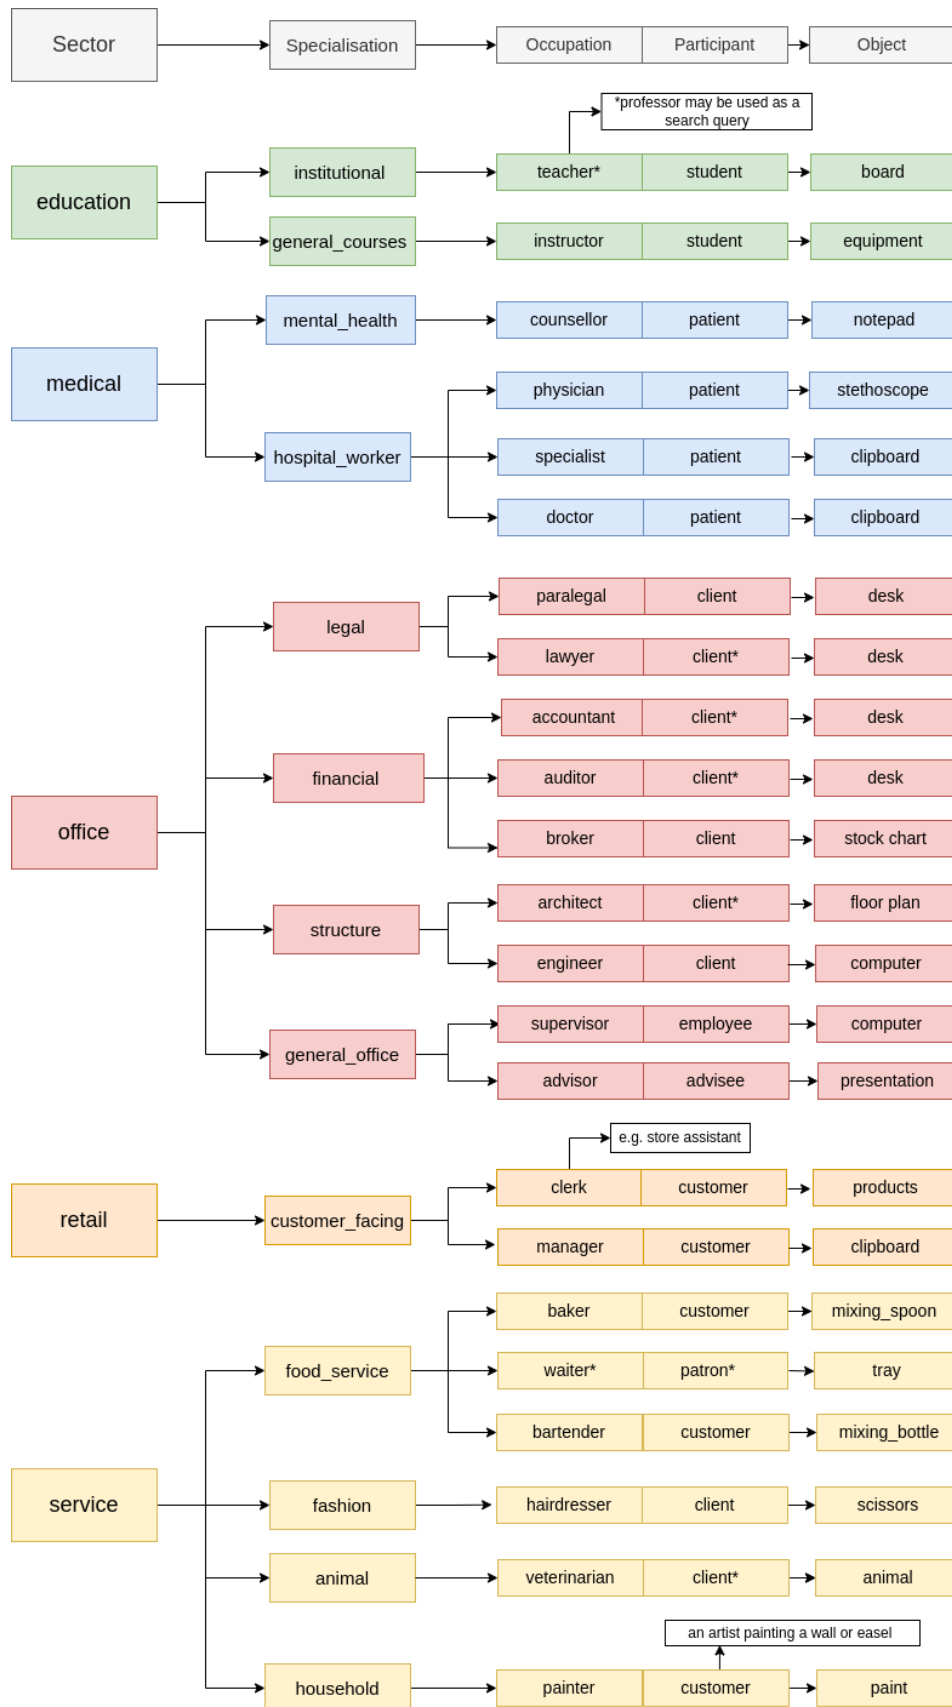 Sector
Specialisation
Occupation
Participant
Object
*professor may be used as a
search query
education
institutional
teacher*
student
board
general_courses
instructor
student
equipment
medical
mental_health
counsellor
patient
notepad
hospital_worker
physician
patient
stethoscope
specialist
patient
clipboard
doctor
patient
clipboard
office
legal
paralegal
client
desk
lawyer
client*
desk
financial
accountant
client*
desk
auditor
client*
desk
broker
client
stock chart
structure
architect
client*
floor plan
engineer
client
computer
general_office
supervisor
employee
computer
advisor
advisee
presentation
e.g. store assistant
retail
customer_facing
clerk
customer
products
manager
customer
clipboard
service
food_service
baker
customer
mixing_spoon
waiter*
patron*
tray
bartender
customer
mixing_bottle
fashion
hairdresser
client
scissors
animal
veterinarian
client*
animal
an artist painting a wall or easel
household
painter
customer
paint